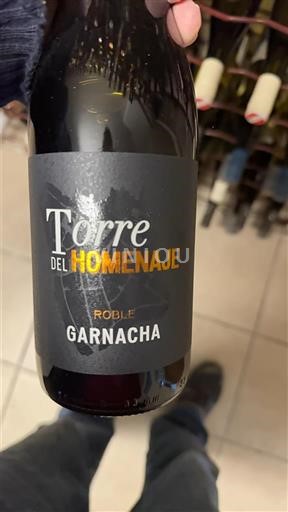 Torre
DEL HOMENAJE
ROBLE
GARNACHA